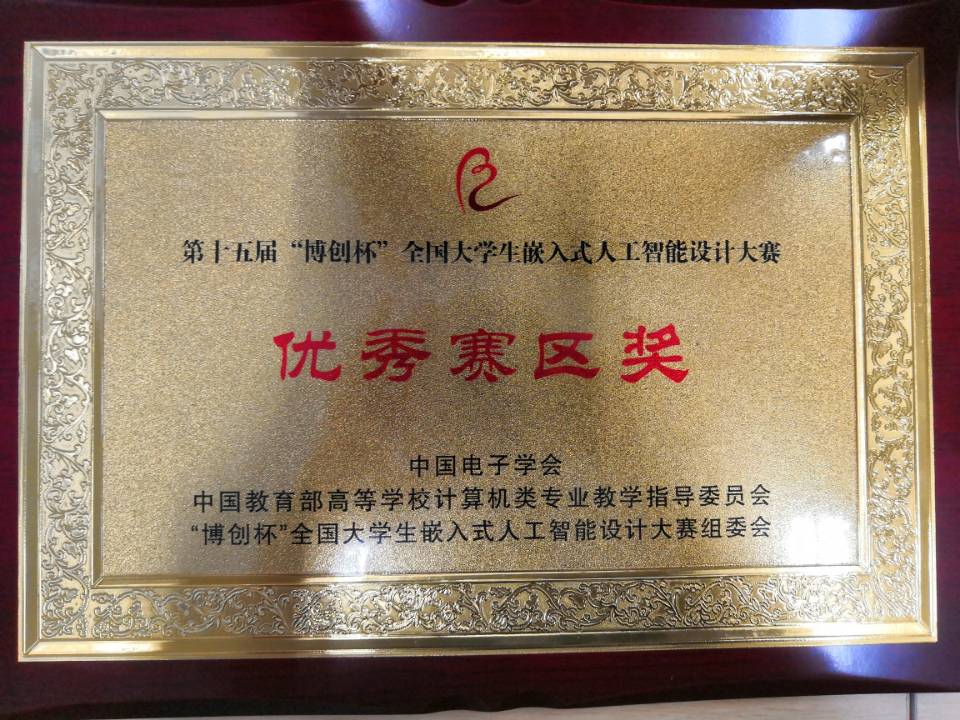 第十五届“博创杯”全国大学生嵌入式人工智能设计大赛
优秀赛区奖
中国电子学会
中国教育部高等学校计算机类专业教学指导委员会
“博创杯”全国大学生嵌入式人工智能设计大赛组委会